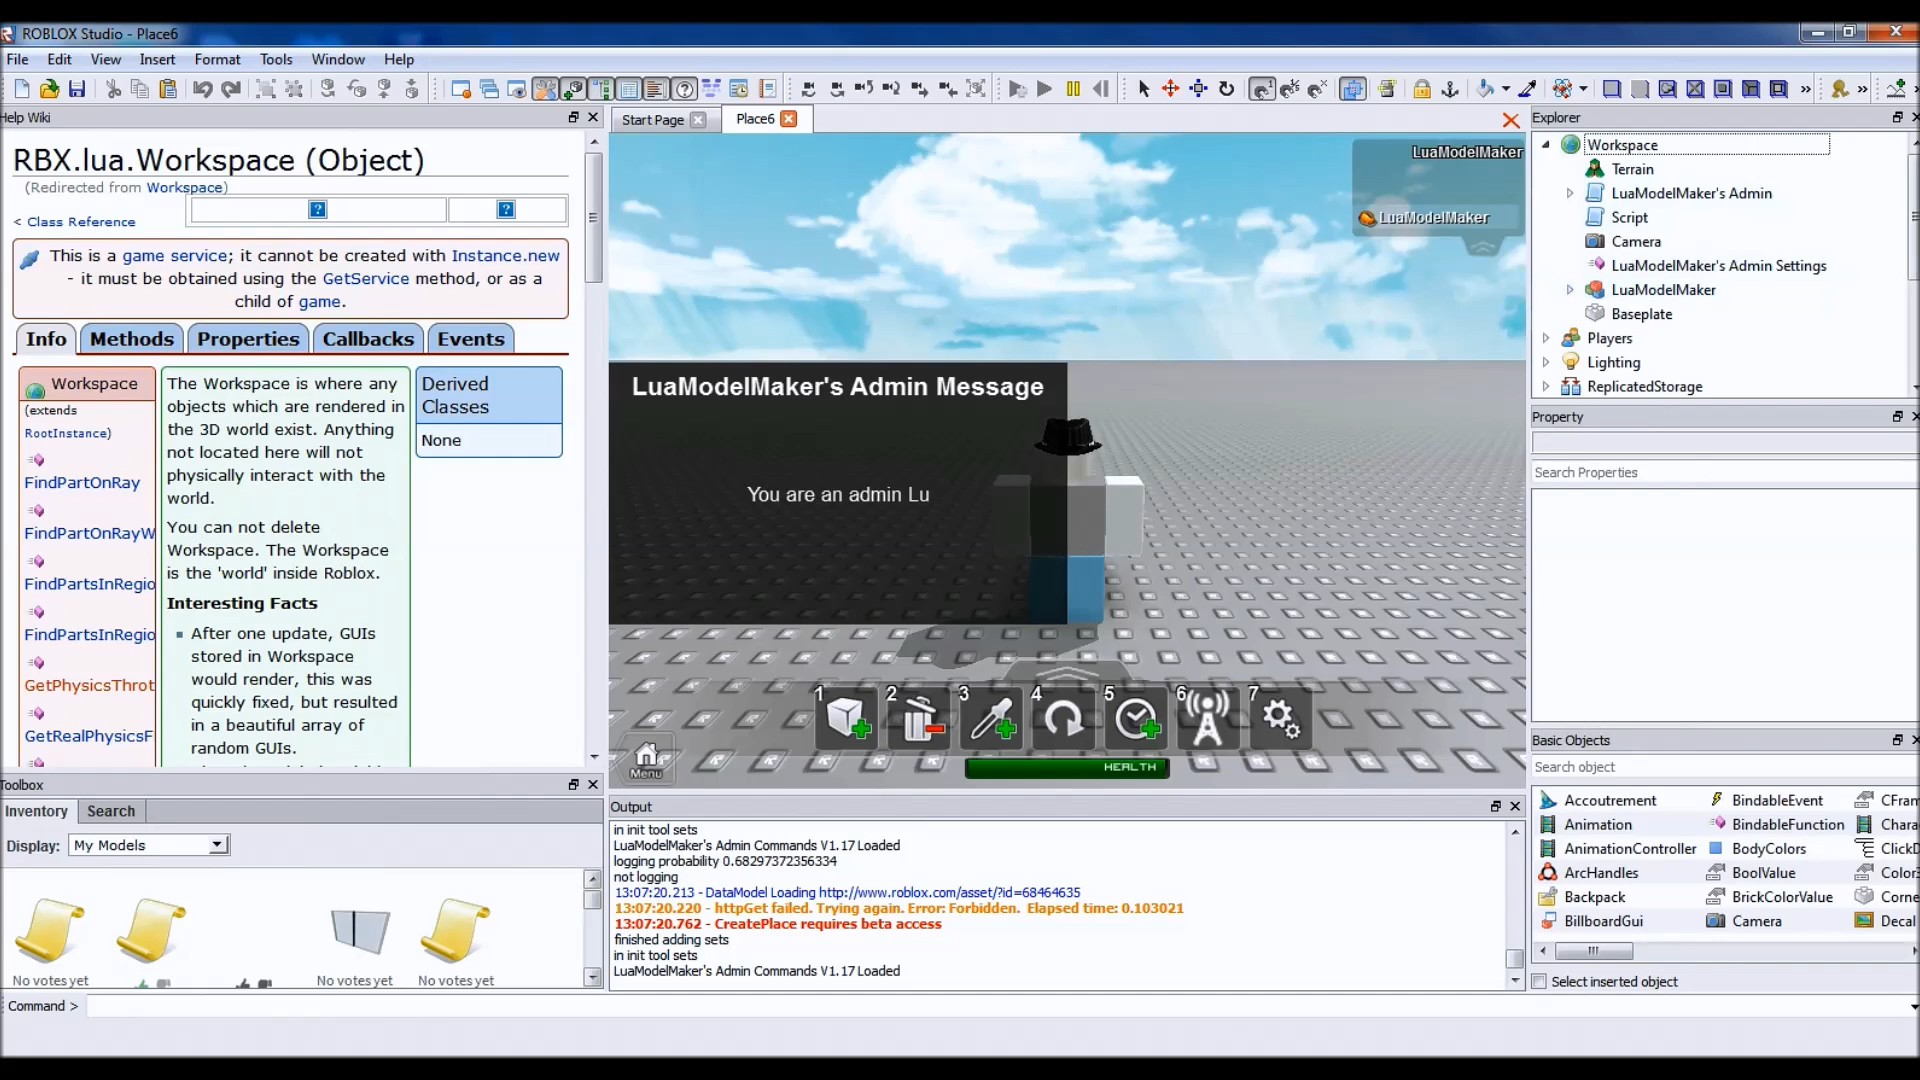 ROBLOX Studio - Place6
File Edit View Insert Format Tools Window Help
Help Wiki
RBX.lua.Workspace (Object)
(Redirected from Workspace)
< Class Reference
This is a game service; it cannot be created with Instance.new
- it must be obtained using the GetService method, or as a
child of game.
Info Methods Properties Callbacks Events
Workspace
(extends
RootInstance)
FindPartOnRay
FindPartOnRayW
FindPartsInRegio
FindPartsInRegio
GetPhysicsThrot
GetRealPhysicsF
The Workspace is where any
objects which are rendered in
the 3D world exist. Anything
not located here will not
physically interact with the
world.
You can not delete
Workspace. The Workspace
is the 'world' inside Roblox.
Interesting Facts
After one update, GUIs
stored in Workspace
would render, this was
quickly fixed, but resulted
in a beautiful array of
random GUIs.
Derived
Classes
None
Toolbox
Inventory Search
Display: My Models
No votes yet
No votes yet
No votes yet
Command >
Start Page Place6
LuaModelMaker
LuaModelMaker
LuaModelMaker's Admin Message
You are an admin Lu
1 2 3 4 5 6 7
Menu
HEALTH
Output
in init tool sets
LuaModelMaker's Admin Commands V1.17 Loaded
logging probability 0.68297372356334
not logging
13:07:20.213 - DataModel Loading http://www.roblox.com/asset/?id=68464635
13:07:20.220 - httpGet failed. Trying again. Error: Forbidden. Elapsed time: 0.103021
13:07:20.762 - CreatePlace requires beta access
finished adding sets
in init tool sets
LuaModelMaker's Admin Commands V1.17 Loaded
Explorer
Workspace
Terrain
LuaModelMaker's Admin
Script
Camera
LuaModelMaker's Admin Settings
LuaModelMaker
Baseplate
Players
Lighting
ReplicatedStorage
Property
Search Properties
Basic Objects
Search object
Accoutrement BindableEvent CFram
Animation BindableFunction Chara
AnimationController BodyColors ClickD
ArcHandles BoolValue Color3
Backpack BrickColorValue Corne
BillboardGui Camera Decal
Select inserted object